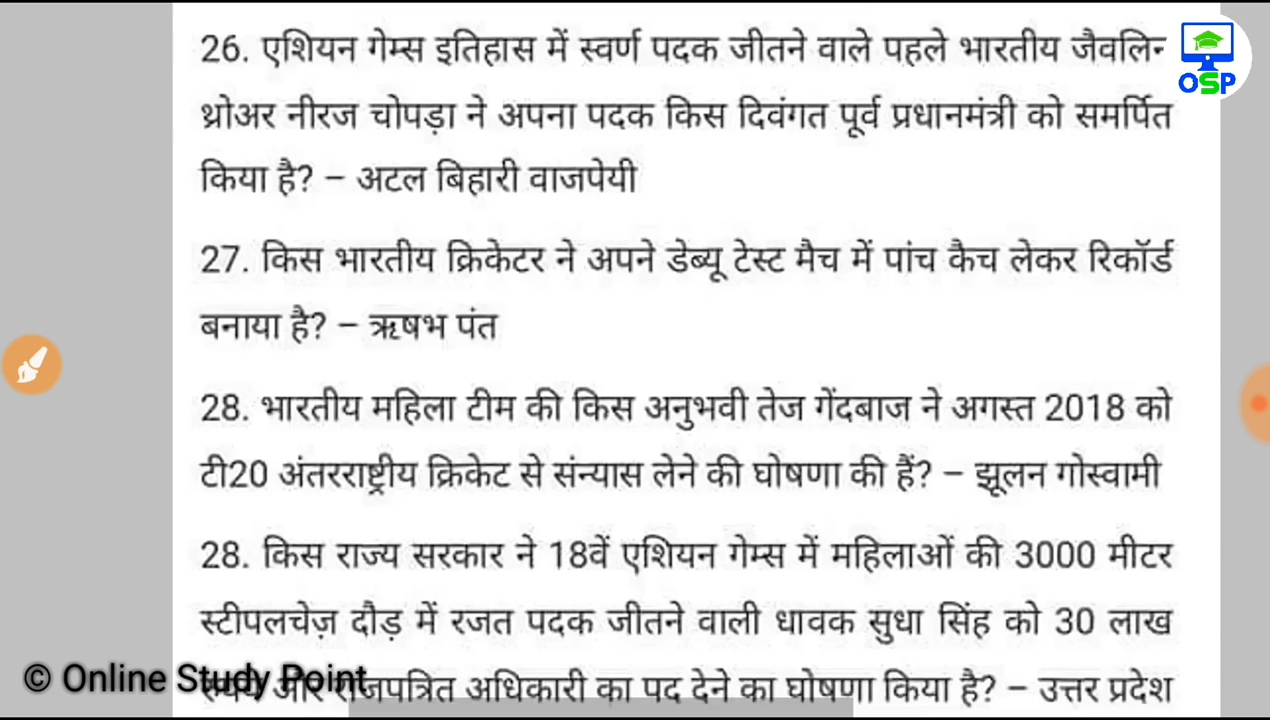 26. एशियन गेम्स इतिहास में स्वर्ण पदक जीतने वाले पहले भारतीय जैवलिन
OSP
थ्रोअर नीरज चोपड़ा ने अपना पदक किस दिवंगत पूर्व प्रधानमंत्री को समर्पित
किया है? – अटल बिहारी वाजपेयी
27. किस भारतीय क्रिकेटर ने अपने डेब्यू टेस्ट मैच में पांच कैच लेकर रिकॉर्ड
बनाया है? – ऋषभ पंत
28. भारतीय महिला टीम की किस अनुभवी तेज गेंदबाज ने अगस्त 2018 को
टी20 अंतरराष्ट्रीय क्रिकेट से संन्यास लेने की घोषणा की हैं? – झूलन गोस्वामी
28. किस राज्य सरकार ने 18वें एशियन गेम्स में महिलाओं की 3000 मीटर
स्टीपलचेज़ दौड़ में रजत पदक जीतने वाली धावक सुधा सिंह को 30 लाख
और राजपत्रित अधिकारी का पद देने का घोषणा किया है? – उत्तर प्रदेश
© Online Study Point